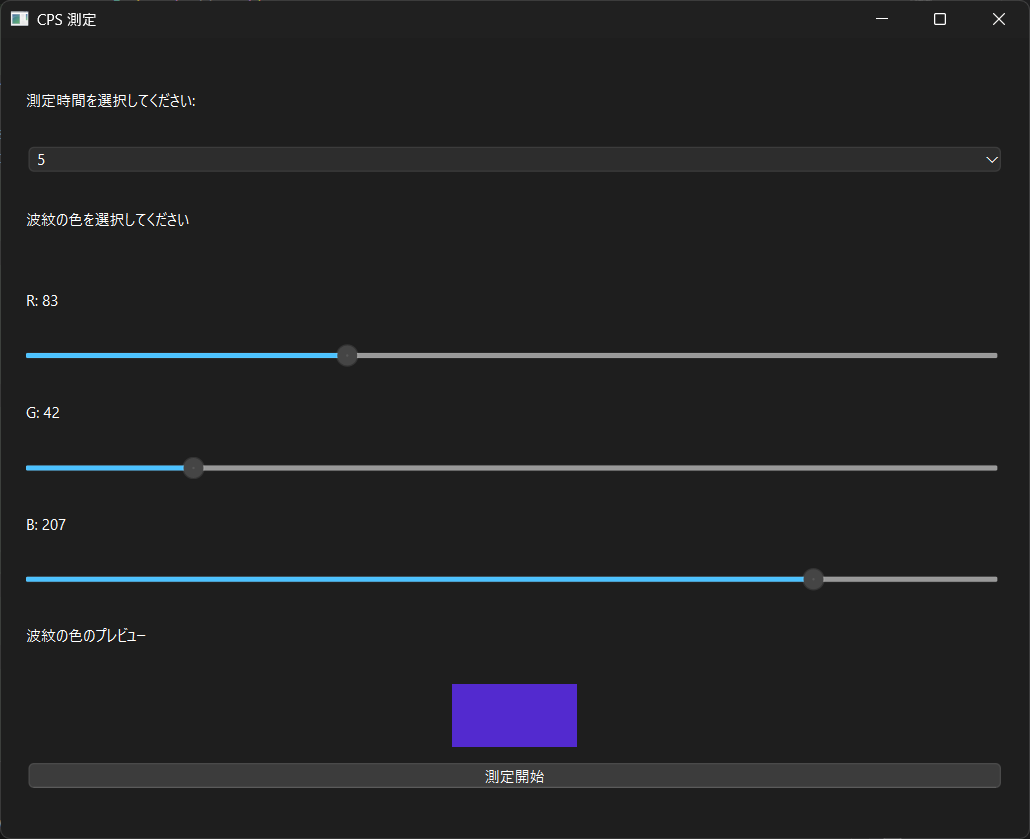 CPS 測定
測定時間を選択してください:
5
波紋の色を選択してください
R: 83
G: 42
B: 207
波紋の色のプレビュー
測定開始